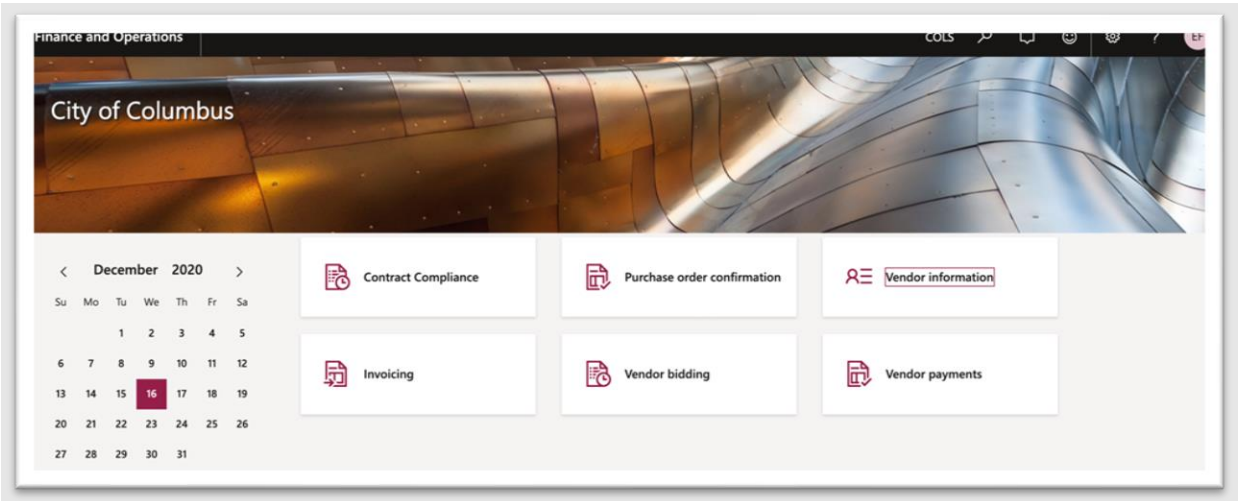 Finance and Operations
COLS
?
EF
City of Columbus
< December 2020 >
Su Mo Tu We Th Fr Sa
1 2 3 4 5
6 7 8 9 10 11 12
13 14 15 16 17 18 19
20 21 22 23 24 25 26
27 28 29 30 31
Contract Compliance
Purchase order confirmation
Vendor information
Invoicing
Vendor bidding
Vendor payments